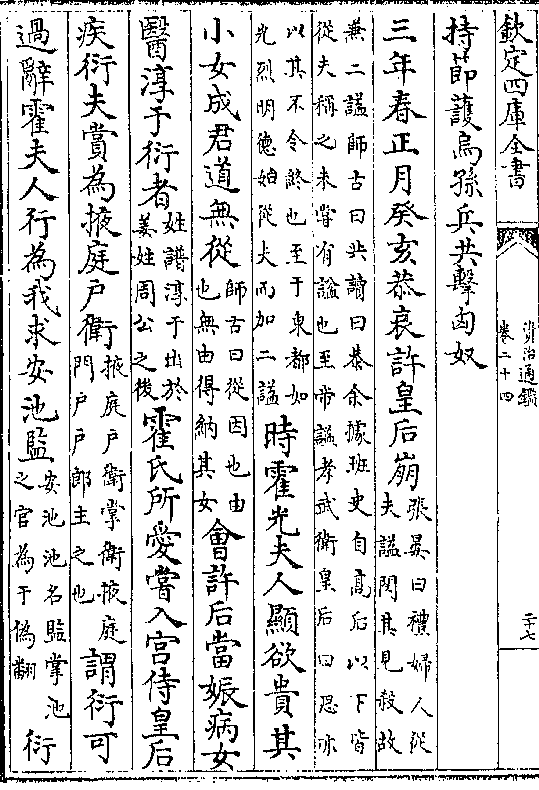 欽定四庫全書
資治通鑑
卷二十四
二十七
持節護烏孫兵共擊匈奴
三年春正月癸亥恭哀許皇后崩張晏曰禮婦人從
夫諡閔其見殺故
兼二諡師古曰共讀曰恭余據班史自高后以下皆
從夫稱之未嘗有諡也至帝諡孝武衛皇后曰思亦
以其不令終也至于東都如
光烈明德始從夫而加二諡時霍光夫人顯欲貴其
小女成君道無從師古曰從因也由
也無由得納其女會許后當娠病女
醫淳于衍者姓譜淳于出於
姜姓周公之後霍氏所愛嘗入宮侍皇后
疾衍夫賞為掖庭户衛掖庭户衛掌衛掖庭
門户户郎主之也謂衍可
過辭霍夫人行為我求安池監安池池名監掌池
之官為于偽翻衍